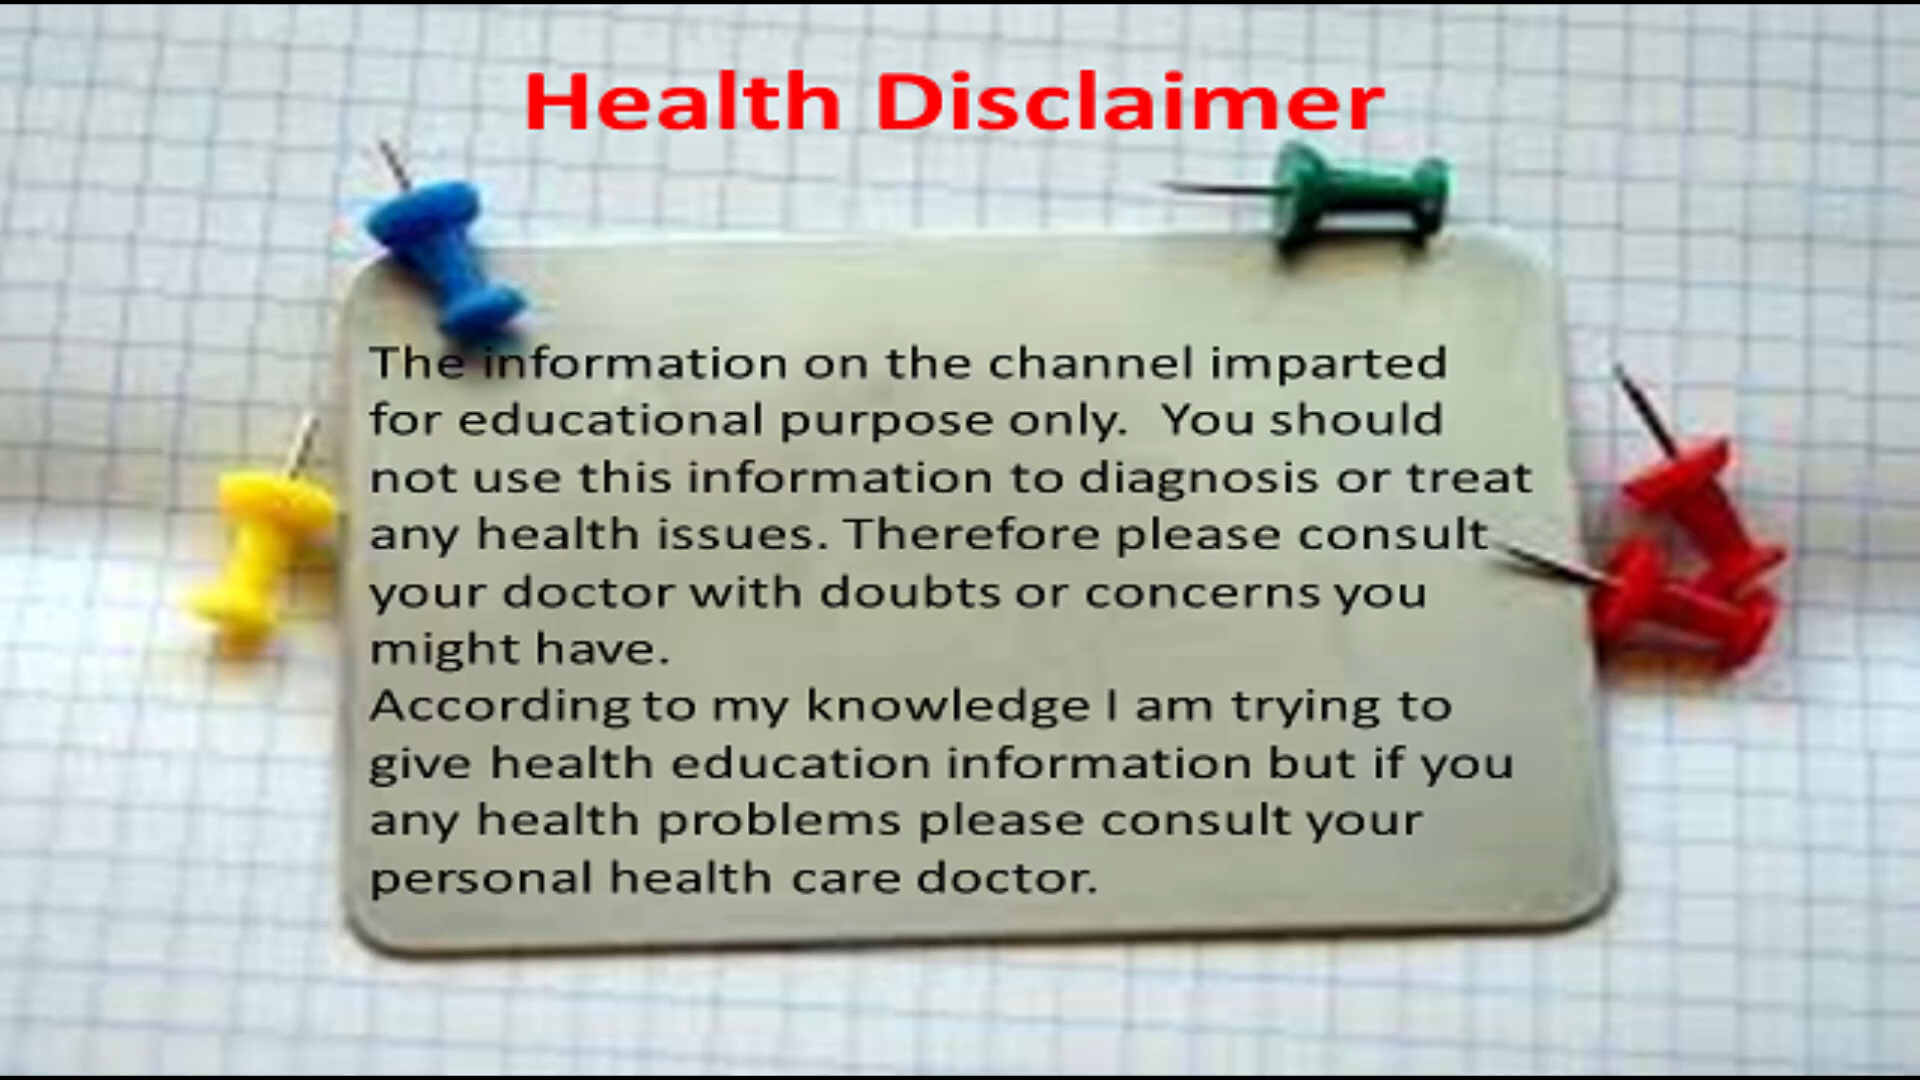 Health Disclaimer
The information on the channel imparted
for educational purpose only. You should
not use this information to diagnosis or treat
any health issues. Therefore please consult
your doctor with doubts or concerns you
might have.
According to my knowledge I am trying to
give health education information but if you
any health problems please consult your
personal health care doctor.